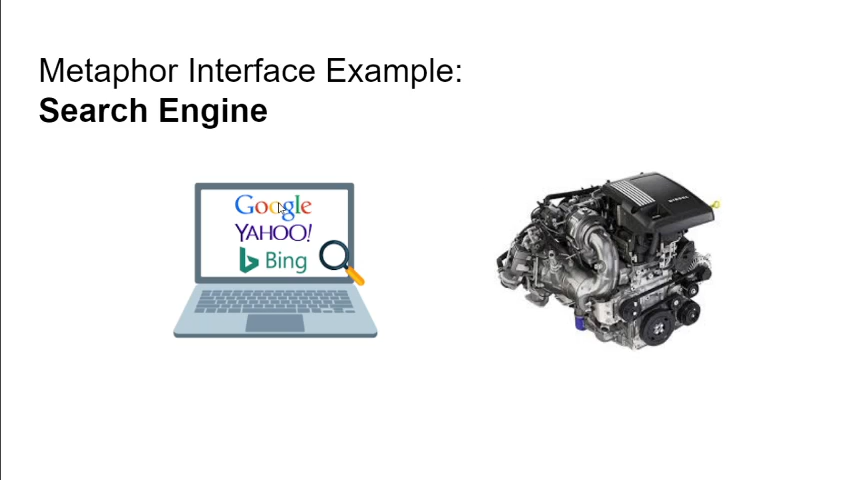 Metaphor Interface Example:
Search Engine
Google
YAHOO!
Bing